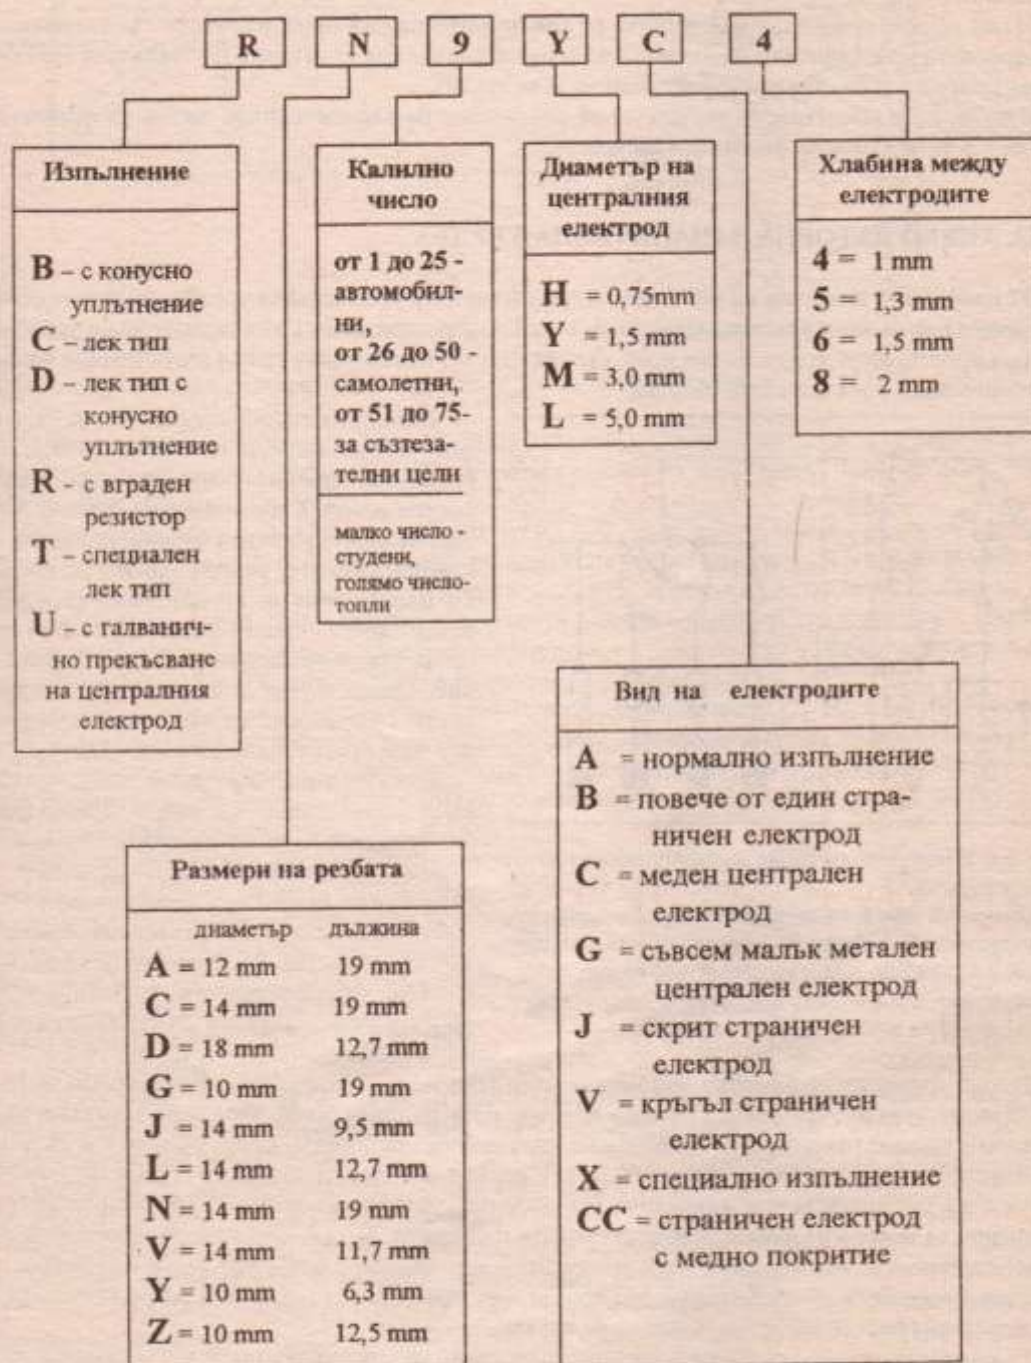 R N 9 Y C 4
Изпълнение
B – с конусно
уплътнение
C – лек тип
D – лек тип с
конусно
уплътнение
R - с вграден
резистор
T – специален
лек тип
U – с галванич-
но прекъсване
на централния
електрод
Калилно
число
от 1 до 25 -
автомобил-
ни,
от 26 до 50 -
самолетни,
от 51 до 75-
за състеза-
телни цели
малко число -
студени,
голямо число-
топли
Диаметър на
централния
електрод
H = 0,75mm
Y = 1,5 mm
M = 3,0 mm
L = 5,0 mm
Хлабина между
електродите
4 = 1 mm
5 = 1,3 mm
6 = 1,5 mm
8 = 2 mm
Размери на резбата
диаметър дължина
A = 12 mm 19 mm
C = 14 mm 19 mm
D = 18 mm 12,7 mm
G = 10 mm 19 mm
J = 14 mm 9,5 mm
L = 14 mm 12,7 mm
N = 14 mm 19 mm
V = 14 mm 11,7 mm
Y = 10 mm 6,3 mm
Z = 10 mm 12,5 mm
Вид на електродите
A = нормално изпълнение
B = повече от един стра-
ничен електрод
C = меден централен
електрод
G = съвсем малък метален
централен електрод
J = скрит страничен
електрод
V = кръгъл страничен
електрод
X = специално изпълнение
CC = страничен електрод
с медно покритие